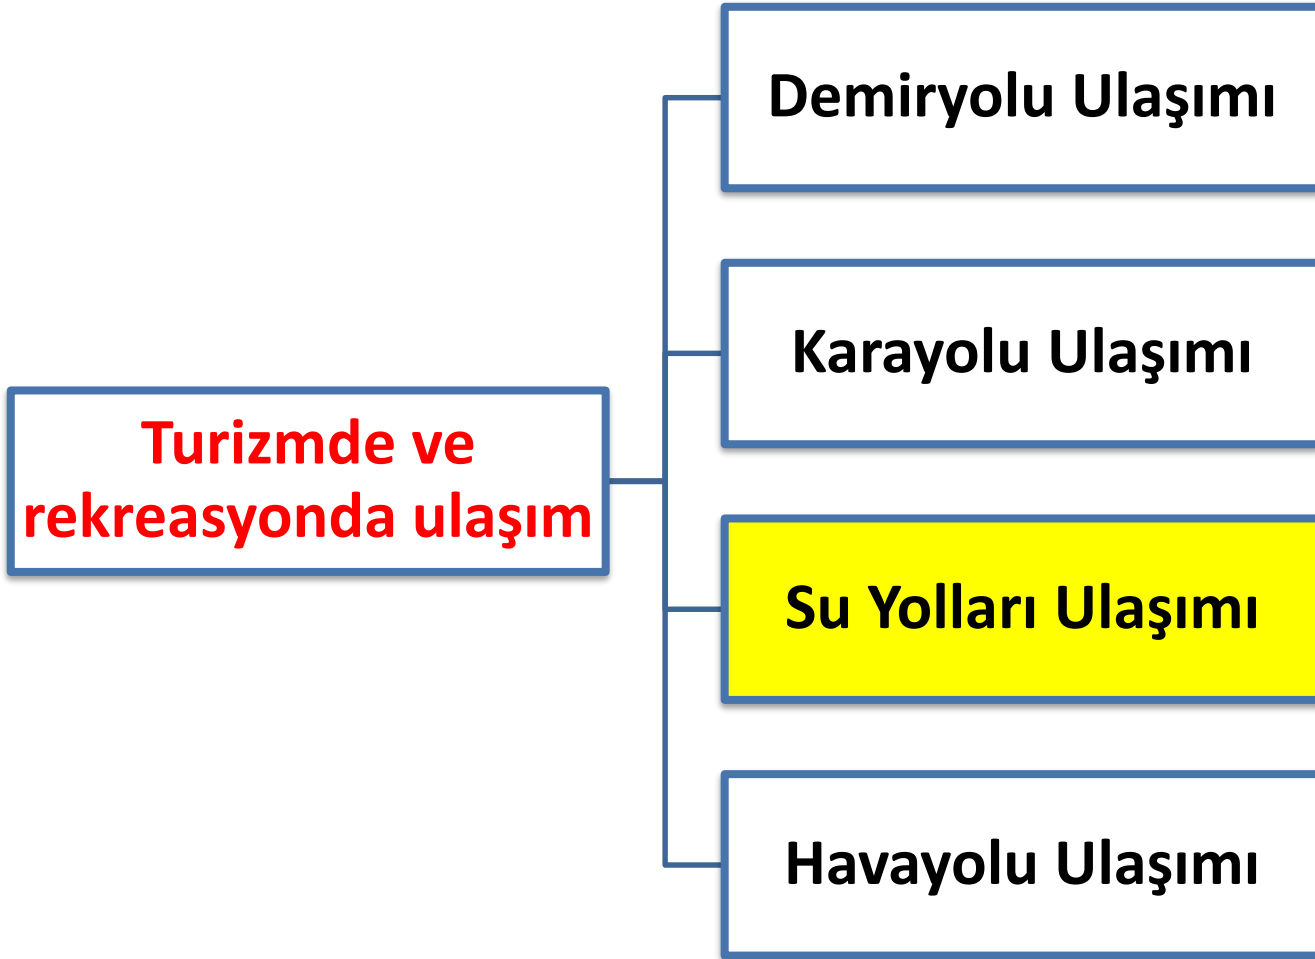 Demiryolu Ulaşımı
Karayolu Ulaşımı
Turizmde ve
rekreasyonda ulaşım
Su Yolları Ulaşımı
Havayolu Ulaşımı